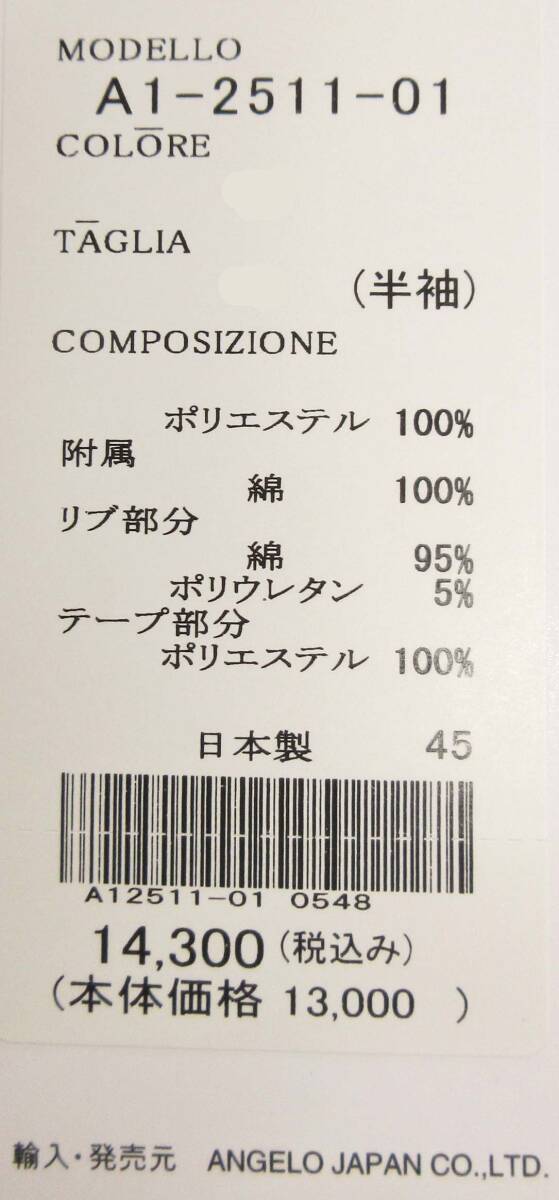 MODELLO
A1-2511-01
COLORE
TAGLIA
(半袖)
COMPOSIZIONE
ポリエステル 100%
附属
綿 100%
リブ部分
綿 95%
ポリウレタン 5%
テープ部分
ポリエステル 100%
日本製 45
A12511-01 0548
14,300(税込み)
(本体価格 13,000 )
輸入・発売元 ANGELO JAPAN CO.,LTD.